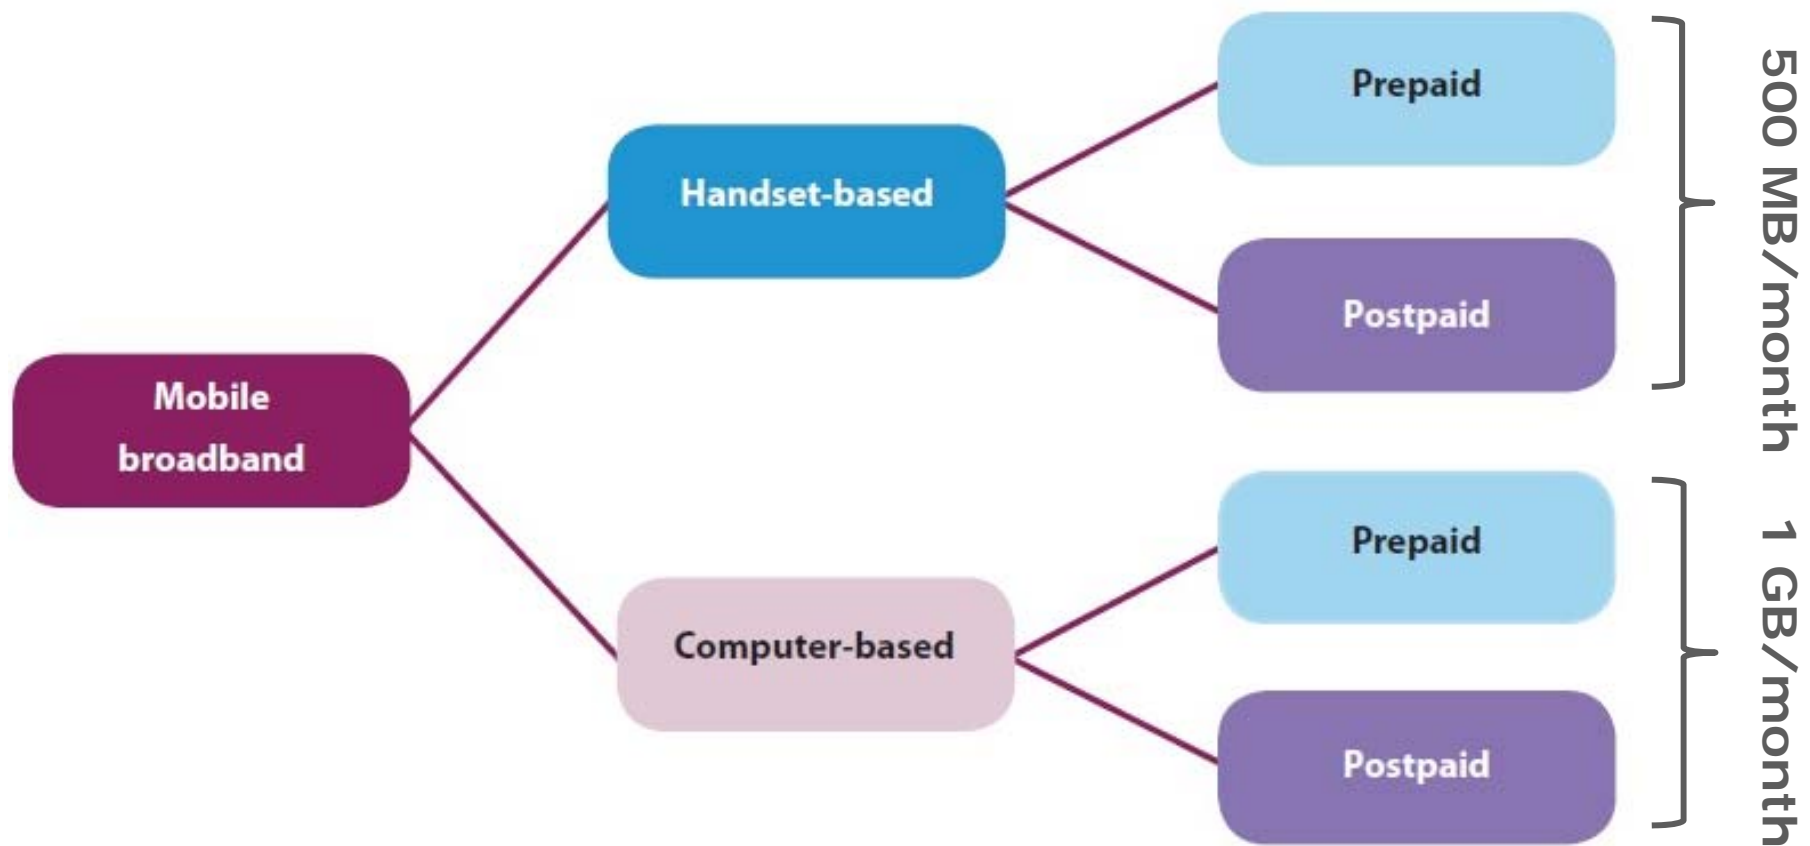 Mobile
broadband
Handset-based
Prepaid
Postpaid
500 MB/month
Computer-based
Prepaid
Postpaid
1 GB/month